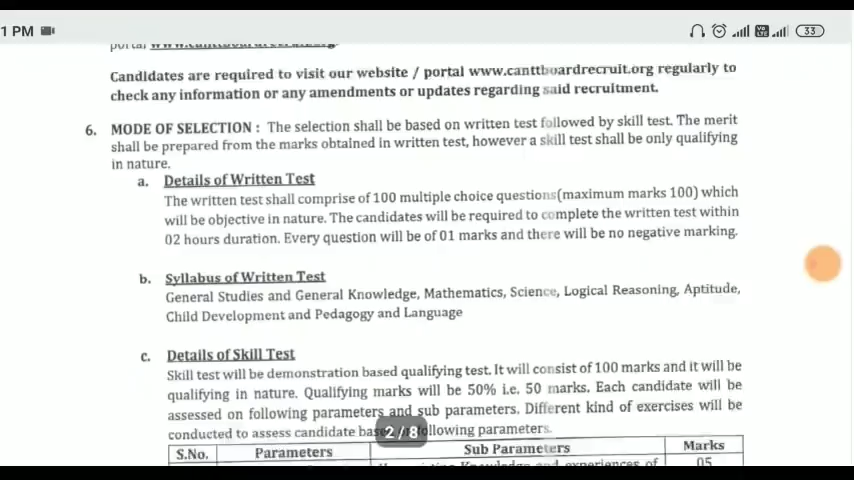 1 PM
33
portal www.canttboardrecruit.org.
Candidates are required to visit our website / portal www.canttboardrecruit.org regularly to
check any information or any amendments or updates regarding said recruitment.
6. MODE OF SELECTION : The selection shall be based on written test followed by skill test. The merit
shall be prepared from the marks obtained in written test, however a skill test shall be only qualifying
in nature.
a. Details of Written Test
The written test shall comprise of 100 multiple choice questions(maximum marks 100) which
will be objective in nature. The candidates will be required to complete the written test within
02 hours duration. Every question will be of 01 marks and there will be no negative marking.
b. Syllabus of Written Test
General Studies and General Knowledge, Mathematics, Science, Logical Reasoning, Aptitude,
Child Development and Pedagogy and Language
c. Details of Skill Test
Skill test will be demonstration based qualifying test. It will consist of 100 marks and it will be
qualifying in nature. Qualifying marks will be 50% i.e. 50 marks. Each candidate will be
assessed on following parameters and sub parameters. Different kind of exercises will be
conducted to assess candidate following parameters.
2/8
S.No. Parameters Sub Parameters Marks
Knowledge and experiences of 05